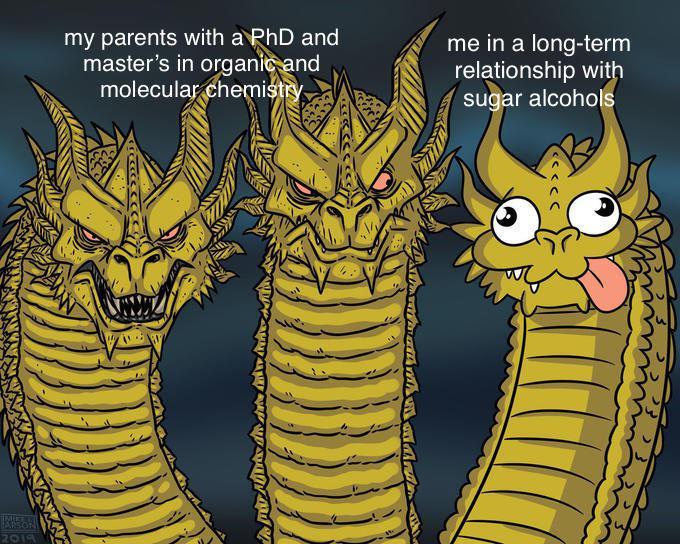 my parents with a PhD and
master's in organic and
molecular chemistry
me in a long-term
relationship with
sugar alcohols
2019